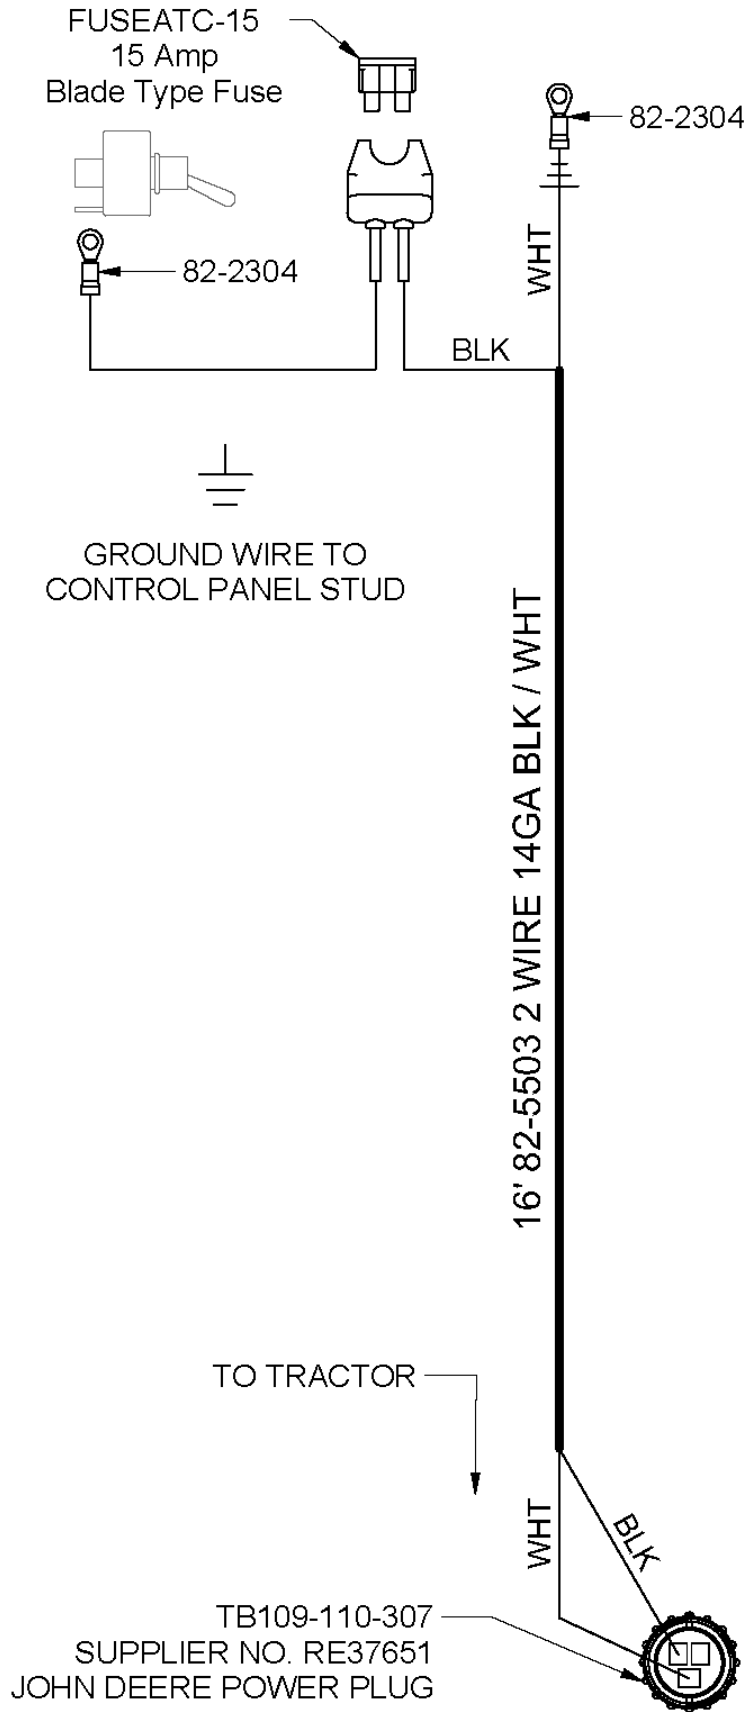 FUSEATC-15
15 Amp
Blade Type Fuse
82-2304
82-2304
WHT
BLK
GROUND WIRE TO
CONTROL PANEL STUD
16' 82-5503 2 WIRE 14GA BLK / WHT
TO TRACTOR
WHT
BLK
TB109-110-307
SUPPLIER NO. RE37651
JOHN DEERE POWER PLUG